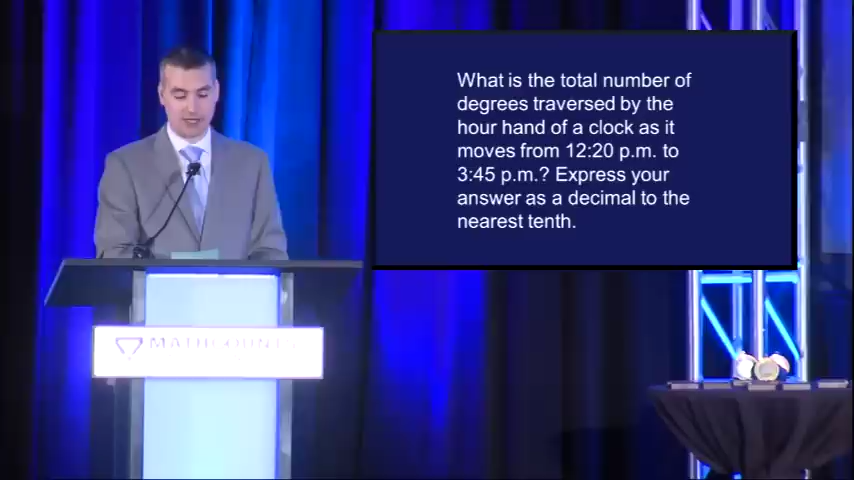 What is the total number of
degrees traversed by the
hour hand of a clock as it
moves from 12:20 p.m. to
3:45 p.m.? Express your
answer as a decimal to the
nearest tenth.
MATHCOUNTS